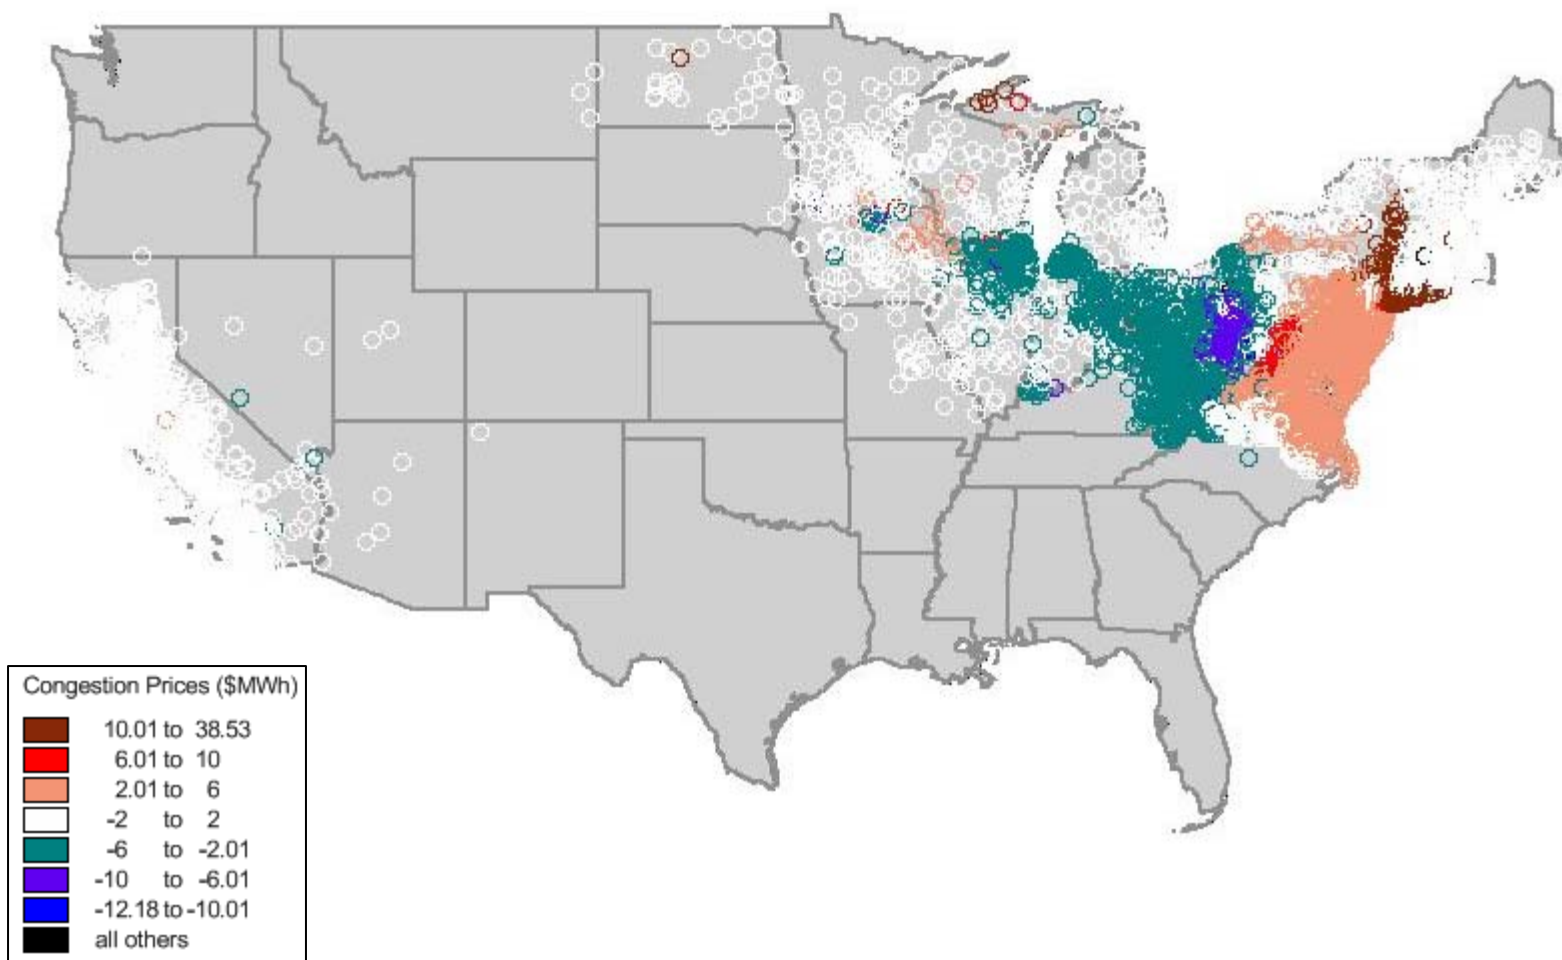 Congestion Prices ($MWh)
10.01 to 38.53
6.01 to 10
2.01 to 6
-2 to 2
-6 to -2.01
-10 to -6.01
-12.18 to -10.01
all others